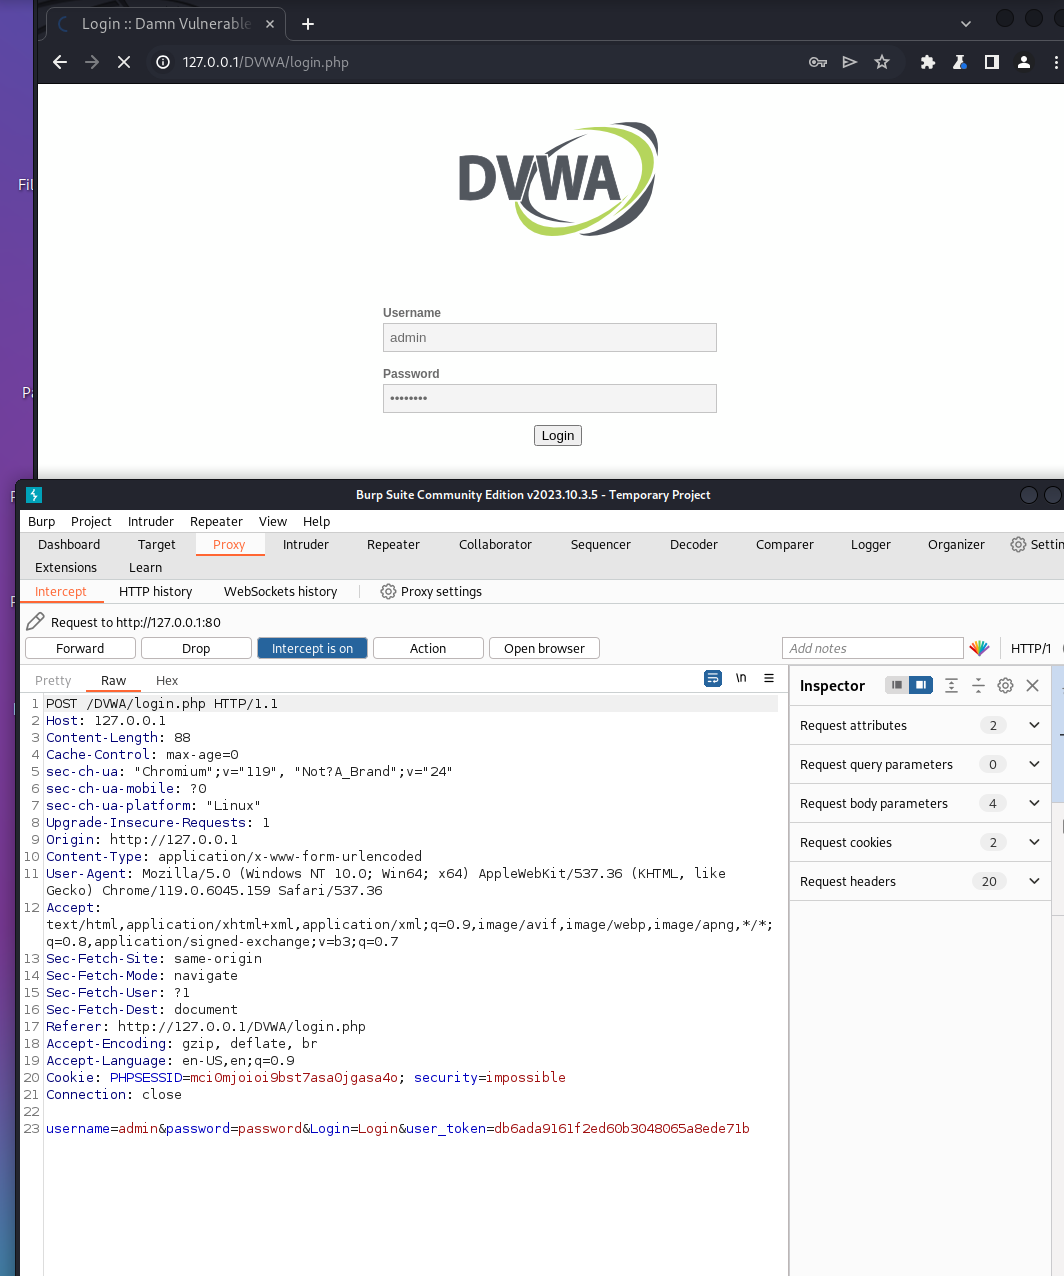 Login :: Damn Vulnerable
127.0.0.1/DVWA/login.php
Fil
DVWA
Username
admin
Pa
Password
••••••••
Login
Burp Suite Community Edition v2023.10.3.5 - Temporary Project
Burp Project Intruder Repeater View Help
Dashboard Target Proxy Intruder Repeater Collaborator Sequencer Decoder Comparer Logger Organizer Settin
Extensions Learn
Intercept HTTP history WebSockets history Proxy settings
Request to http://127.0.0.1:80
Forward Drop Intercept is on Action Open browser Add notes HTTP/1
Pretty Raw Hex \n
Inspector
Request attributes 2
Request query parameters 0
Request body parameters 4
Request cookies 2
Request headers 20
1 POST /DVWA/login.php HTTP/1.1
2 Host: 127.0.0.1
3 Content-Length: 88
4 Cache-Control: max-age=0
5 sec-ch-ua: "Chromium";v="119", "Not?A_Brand";v="24"
6 sec-ch-ua-mobile: ?0
7 sec-ch-ua-platform: "Linux"
8 Upgrade-Insecure-Requests: 1
9 Origin: http://127.0.0.1
10 Content-Type: application/x-www-form-urlencoded
11 User-Agent: Mozilla/5.0 (Windows NT 10.0; Win64; x64) AppleWebKit/537.36 (KHTML, like
Gecko) Chrome/119.0.6045.159 Safari/537.36
12 Accept:
text/html,application/xhtml+xml,application/xml;q=0.9,image/avif,image/webp,image/apng,*/*;
q=0.8,application/signed-exchange;v=b3;q=0.7
13 Sec-Fetch-Site: same-origin
14 Sec-Fetch-Mode: navigate
15 Sec-Fetch-User: ?1
16 Sec-Fetch-Dest: document
17 Referer: http://127.0.0.1/DVWA/login.php
18 Accept-Encoding: gzip, deflate, br
19 Accept-Language: en-US,en;q=0.9
20 Cookie: PHPSESSID=mci0mjoioi9bst7asa0jgasa4o; security=impossible
21 Connection: close
22
23 username=admin&password=password&Login=Login&user_token=db6ada9161f2ed60b3048065a8ede71b